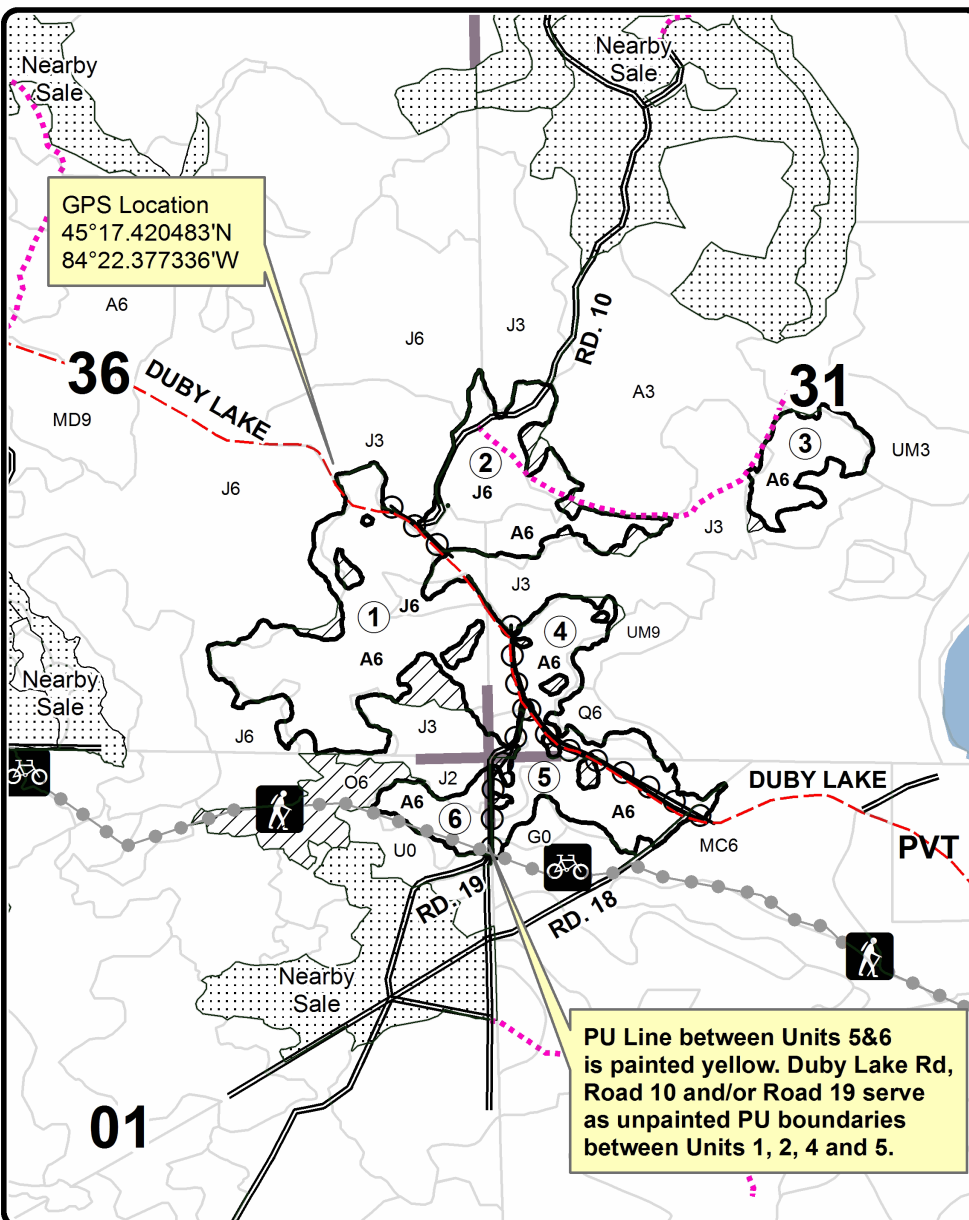 Nearby
Sale
Nearby
Sale
GPS Location
45°17.420483'N
84°22.377336'W
A6
RD. 10
J6
J3
36
DUBY LAKE
A3
31
MD9
J3
3
UM3
2
J6
J6
A6
A6
J3
J3
1
J6
4
UM9
A6
A6
Nearby
Sale
Q6
J6
J3
O6
J2
5
DUBY LAKE
A6
6
A6
U0
G0
MC6
PVT
RD. 19
RD. 18
Nearby
Sale
PU Line between Units 5&6
is painted yellow. Duby Lake Rd,
Road 10 and/or Road 19 serve
as unpainted PU boundaries
between Units 1, 2, 4 and 5.
01